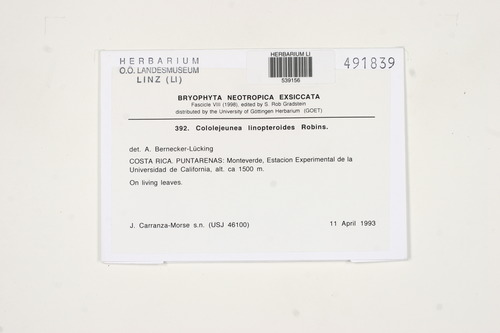 HERBARIUM
O.Ö. LANDESMUSEUM
LINZ (LI)
HERBARIUM LI
539156
491839
BRYOPHYTA NEOTROPICA EXSICCATA
Fascicle VIII (1998), edited by S. Rob Gradstein
distributed by the University of Göttingen Herbarium (GOET)
392. Cololejeunea linopteroides Robins.
det. A. Bernecker-Lücking
COSTA RICA. PUNTARENAS: Monteverde, Estacion Experimental de la
Universidad de California, alt. ca 1500 m.
On living leaves.
J. Carranza-Morse s.n. (USJ 46100)
11 April 1993